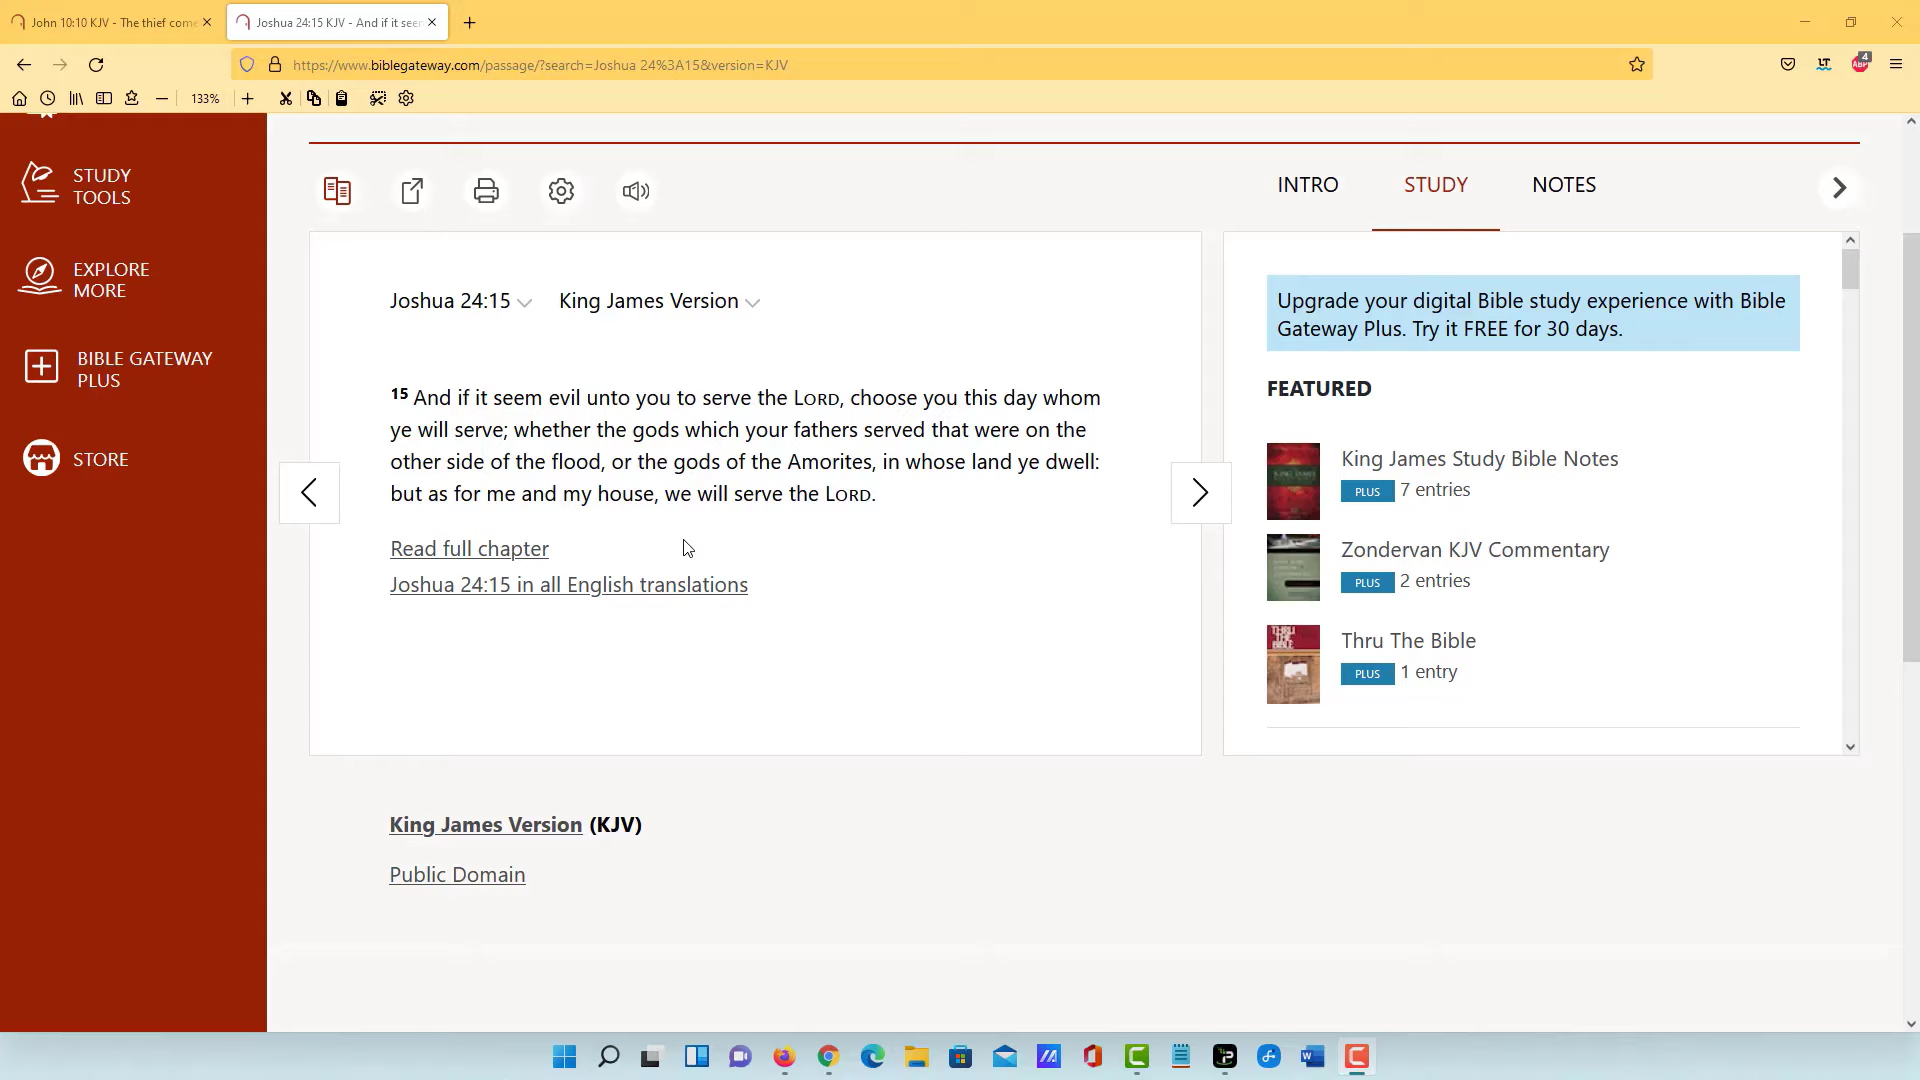 John 10:10 KJV - The thief com
Joshua 24:15 KJV - And if it see
https://www.biblegateway.com/passage/?search=Joshua 24%3A15&version=KJV
4
ABP
133%
STUDY
TOOLS
EXPLORE
MORE
BIBLE GATEWAY
PLUS
STORE
INTRO
STUDY
NOTES
Joshua 24:15
King James Version
15 And if it seem evil unto you to serve the LORD, choose you this day whom
ye will serve; whether the gods which your fathers served that were on the
other side of the flood, or the gods of the Amorites, in whose land ye dwell:
but as for me and my house, we will serve the LORD.
Read full chapter
Joshua 24:15 in all English translations
Upgrade your digital Bible study experience with Bible
Gateway Plus. Try it FREE for 30 days.
FEATURED
King James Study Bible Notes
PLUS 7 entries
Zondervan KJV Commentary
PLUS 2 entries
Thru The Bible
PLUS 1 entry
King James Version (KJV)
Public Domain